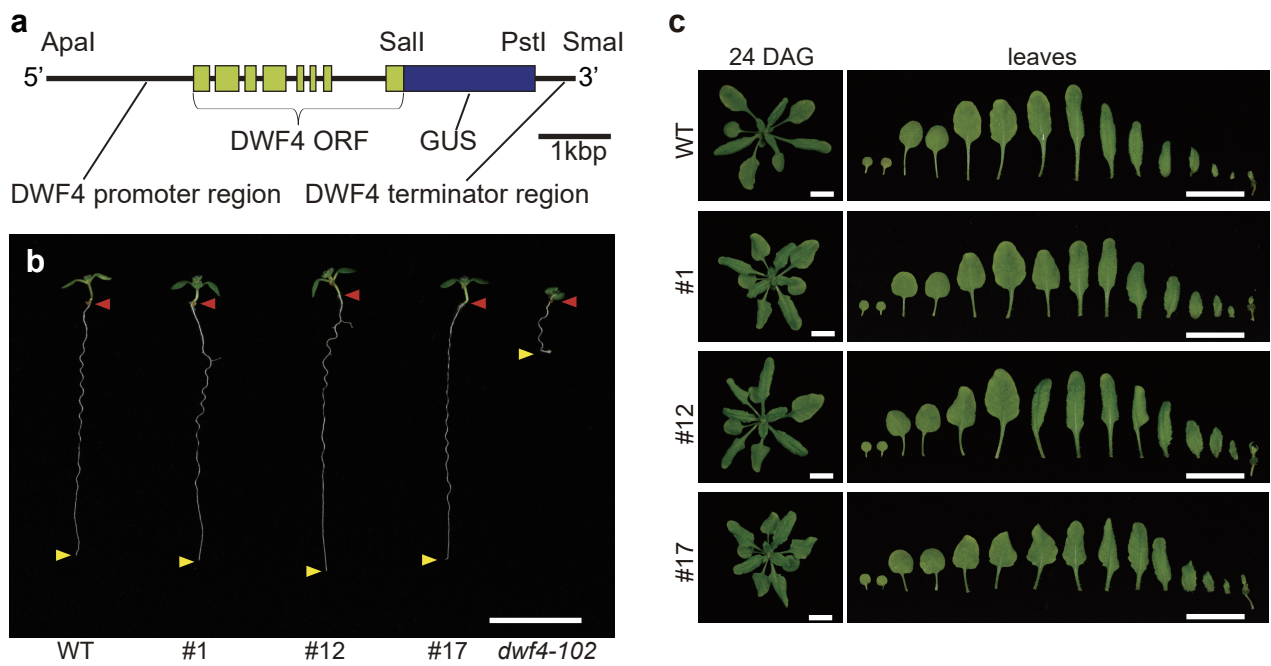 a
ApaI SalI PstI SmaI
5’ 3’
DWF4 ORF GUS 1kbp
DWF4 promoter region DWF4 terminator region
b
WT #1 #12 #17 dwf4-102
c
24 DAG leaves
WT
#1
#12
#17